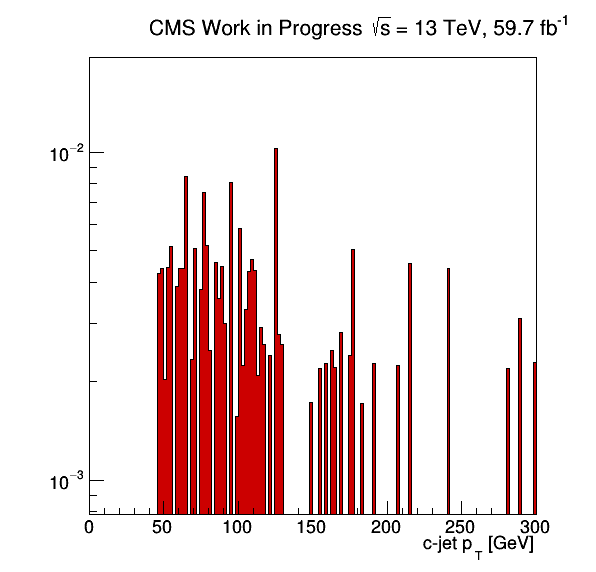 CMS Work in Progress √s = 13 TeV, 59.7 fb⁻¹
10⁻²
10⁻³
0 50 100 150 200 250 300
c-jet p_T [GeV]